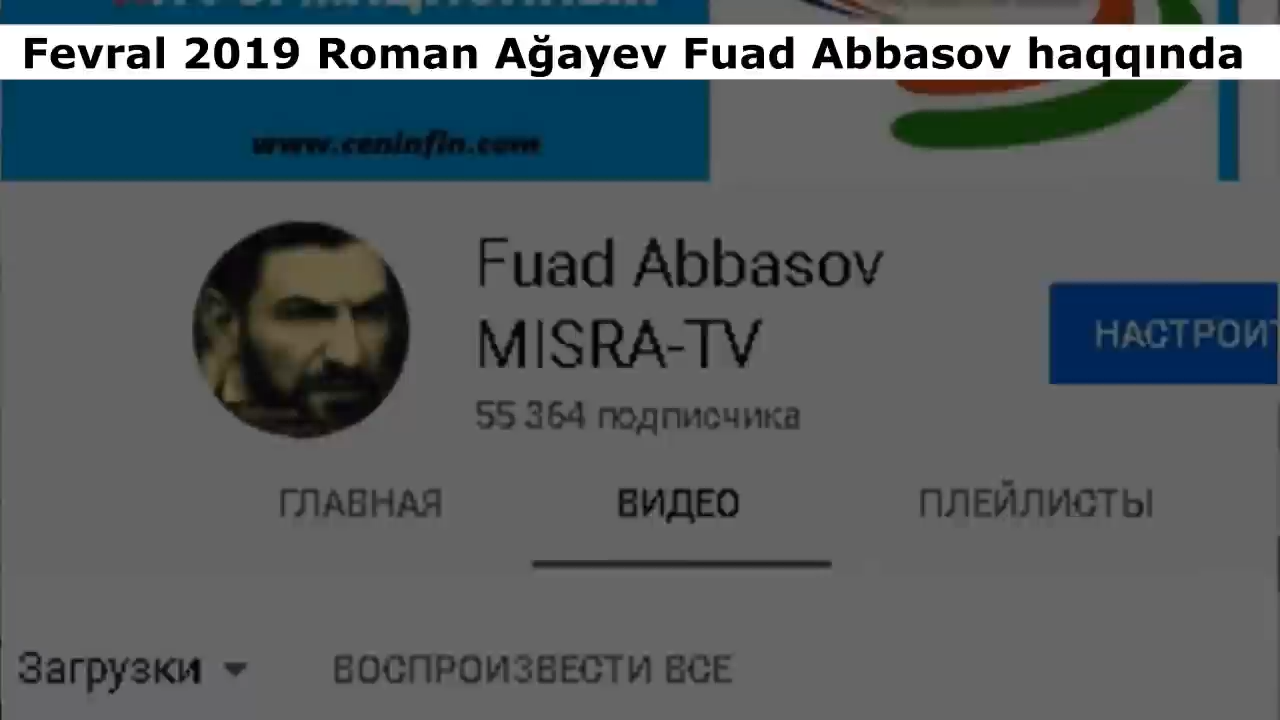 Fevral 2019 Roman Ağayev Fuad Abbasov haqqında
www.ceninfin.com
Fuad Abbasov
MISRA-TV
55 364 подписчика
ГЛАВНАЯ ВИДЕО ПЛЕЙЛИСТЫ
Загрузки ВОСПРОИЗВЕСТИ ВСЕ